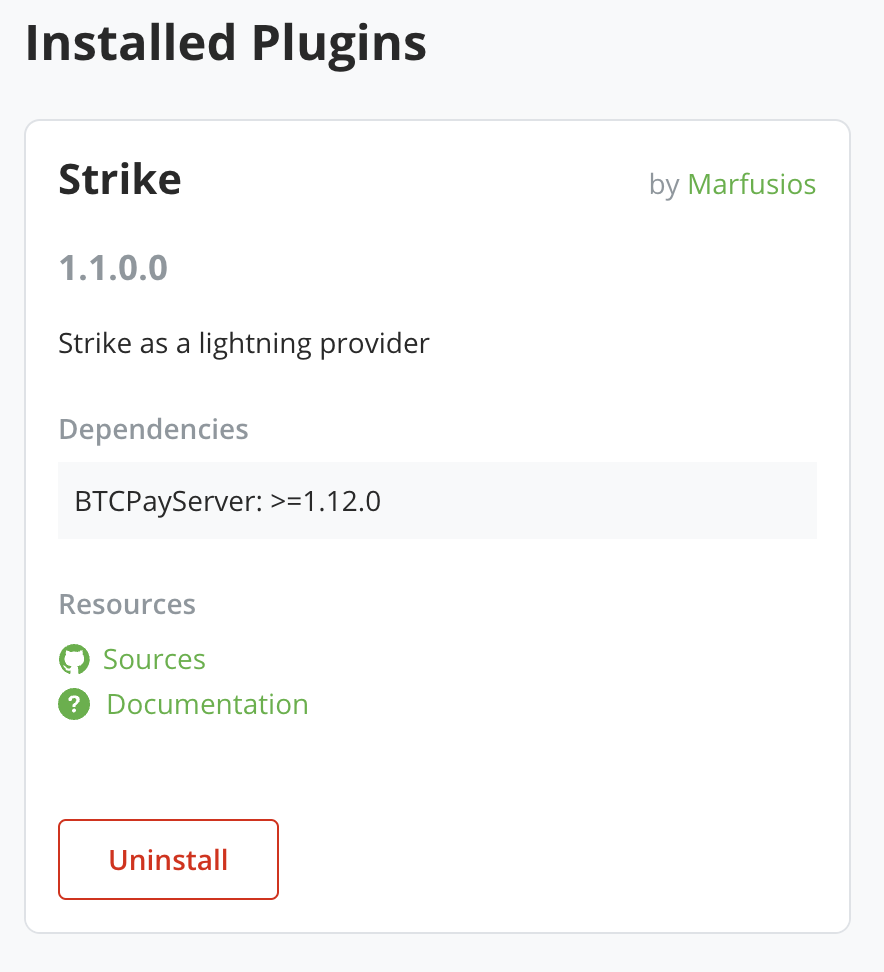 Installed Plugins
Strike
by Marfusios
1.1.0.0
Strike as a lightning provider
Dependencies
BTCPayServer: >=1.12.0
Resources
Sources
? Documentation
Uninstall